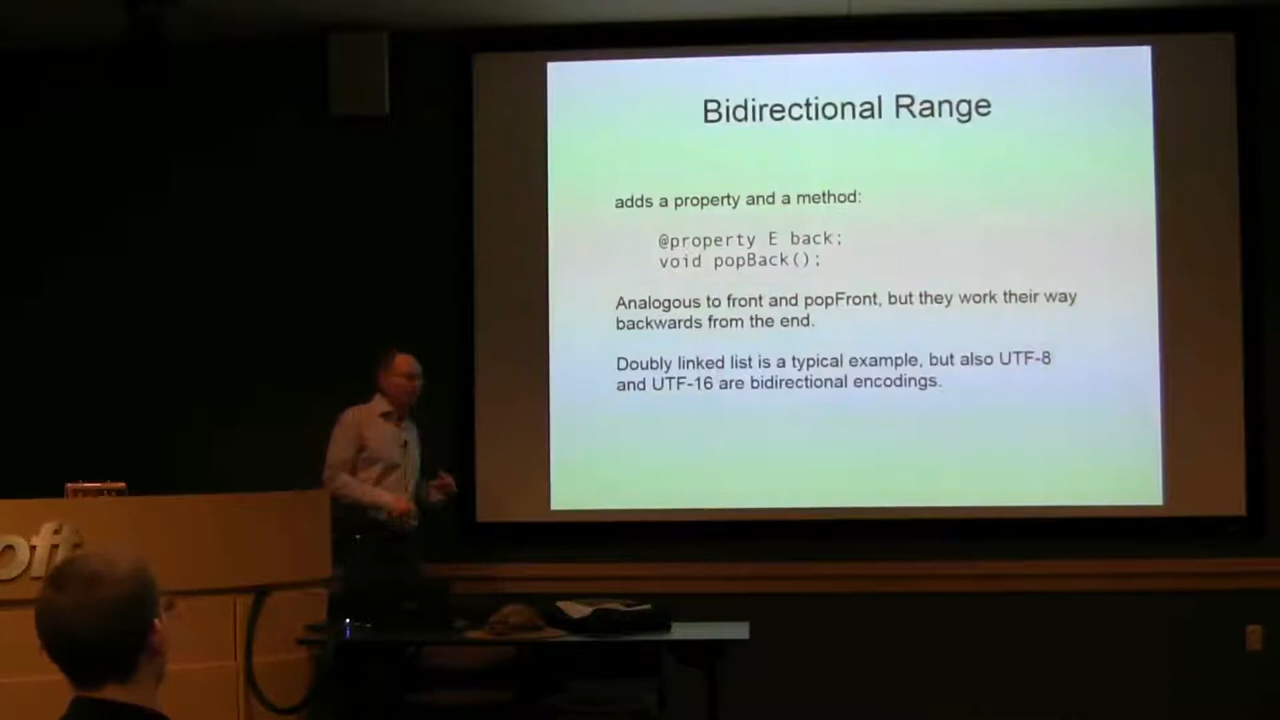 Bidirectional Range
adds a property and a method:
@property E back;
void popBack();
Analogous to front and popFront, but they work their way
backwards from the end.
Doubly linked list is a typical example, but also UTF-8
and UTF-16 are bidirectional encodings.
oft